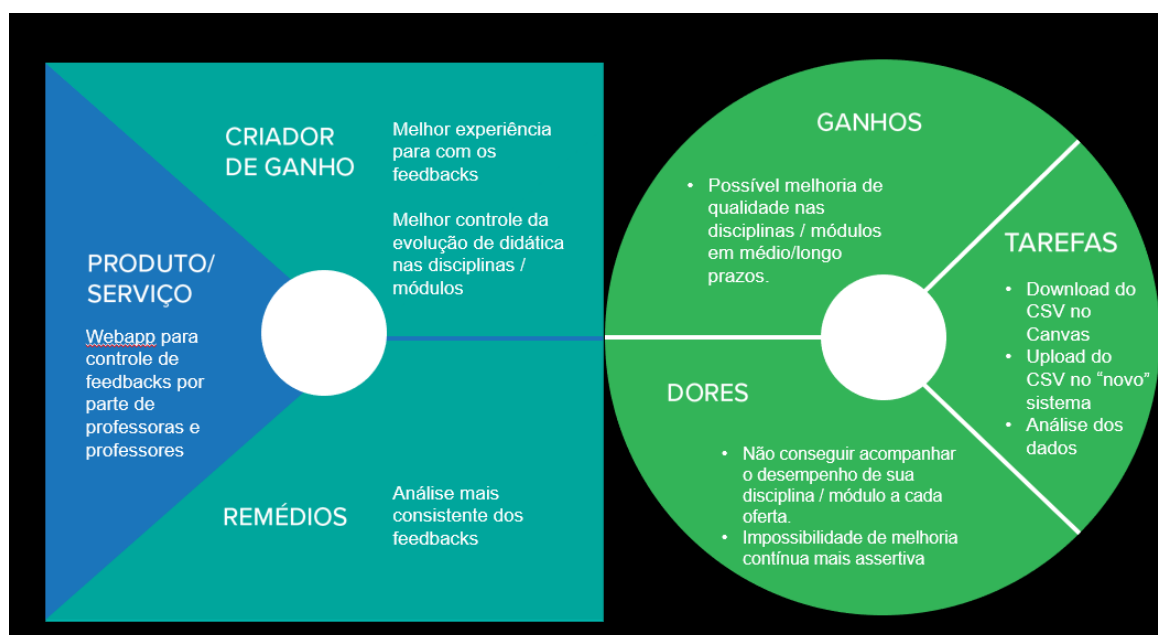 CRIADOR
DE GANHO
Melhor experiência
para com os
feedbacks
Melhor controle da
evolução de didática
nas disciplinas /
módulos
PRODUTO/
SERVIÇO
Webapp para
controle de
feedbacks por
parte de
professoras e
professores
REMÉDIOS
Análise mais
consistente dos
feedbacks
GANHOS
• Possível melhoria de
qualidade nas
disciplinas / módulos
em médio/longo
prazos.
TAREFAS
• Download do
CSV no
Canvas
• Upload do
CSV no “novo”
sistema
• Análise dos
dados
DORES
• Não conseguir acompanhar
o desempenho de sua
disciplina / módulo a cada
oferta.
• Impossibilidade de melhoria
contínua mais assertiva